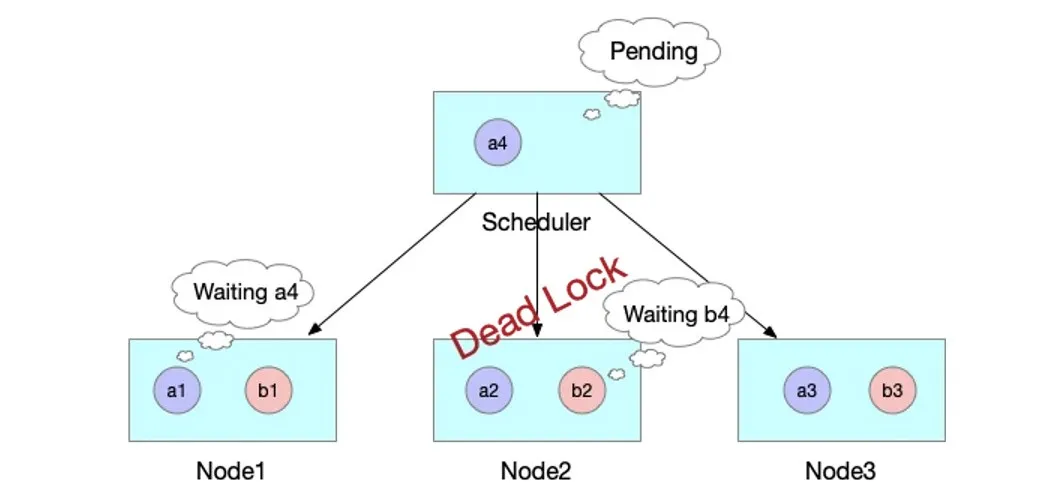 Pending
a4
Scheduler
Dead Lock
Waiting a4
Waiting b4
a1
b1
a2
b2
a3
b3
Node1
Node2
Node3